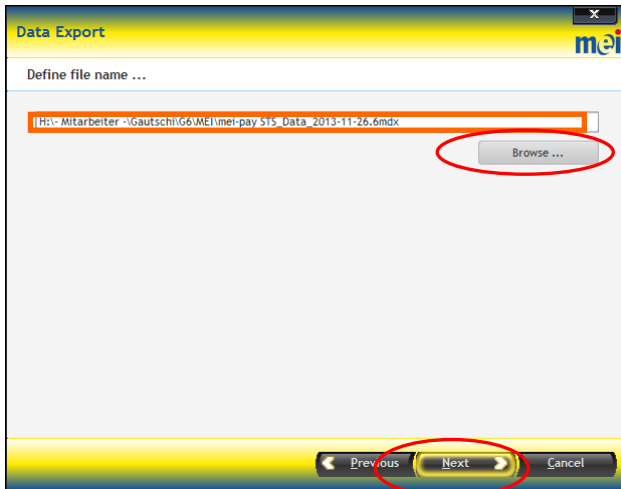 x
Data Export
mei
Define file name ...
H:\- Mitarbeiter -\Gautschi\G6\MEI\mei-pay STS_Data_2013-11-26.6mdx
Browse ...
Previous Next Cancel